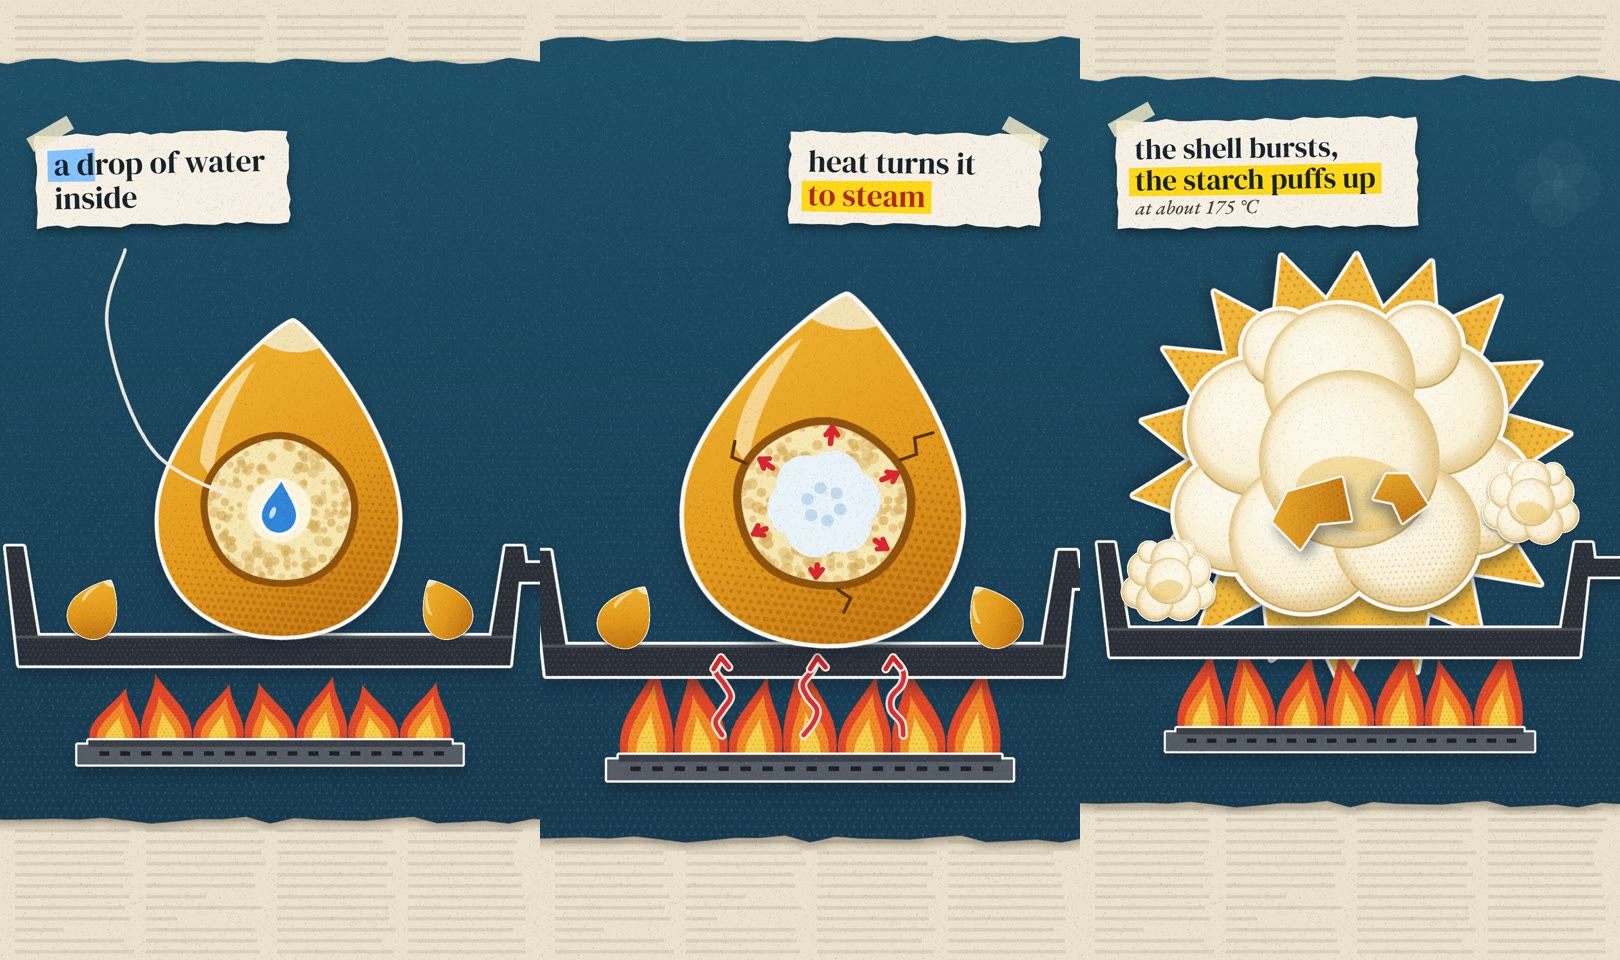 a drop of water
inside
heat turns it
to steam
the shell bursts,
the starch puffs up
at about 175 °C